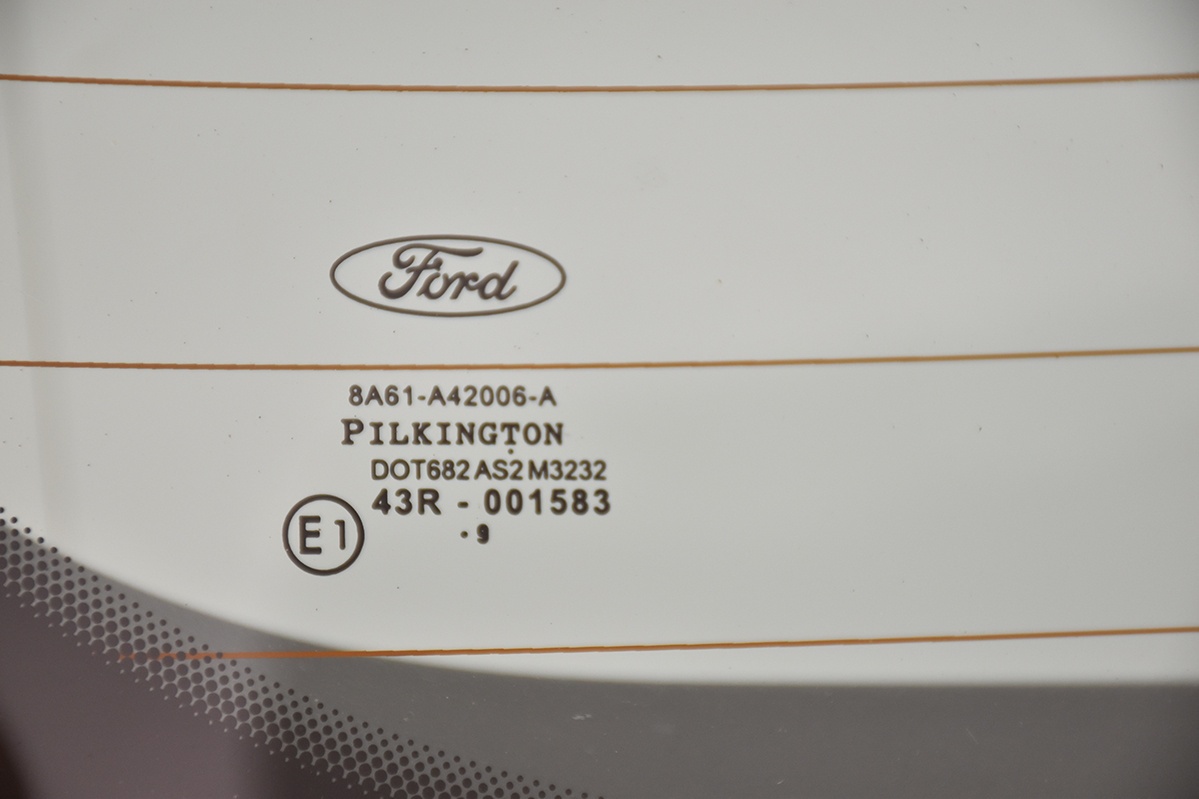 Ford
8A61-A42006-A
PILKINGTON
DOT682 AS2 M3232
43R - 001583
E1
. 9